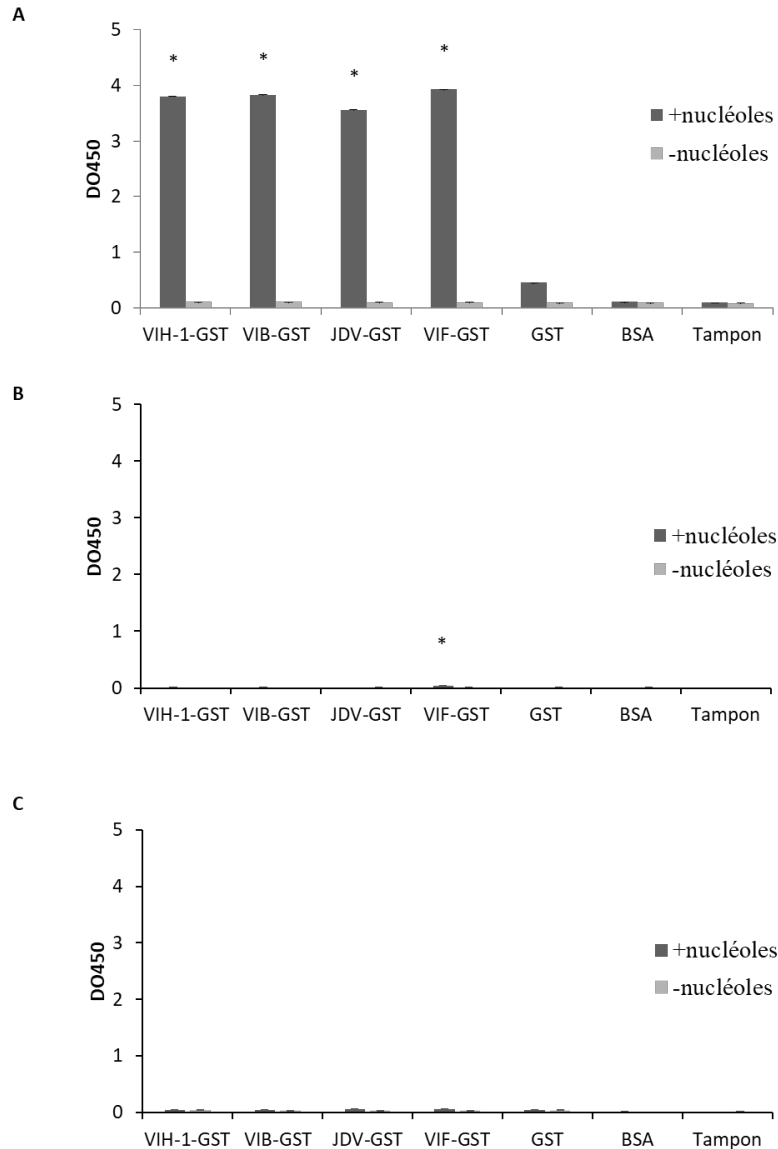 A
5
4
3
2
1
0
DO450
* * * *
+nucléoles
-nucléoles
VIH-1-GST VIB-GST JDV-GST VIF-GST GST BSA Tampon
B
5
4
3
2
1
0
DO450
*
+nucléoles
-nucléoles
VIH-1-GST VIB-GST JDV-GST VIF-GST GST BSA Tampon
C
5
4
3
2
1
0
DO450
+nucléoles
-nucléoles
VIH-1-GST VIB-GST JDV-GST VIF-GST GST BSA Tampon